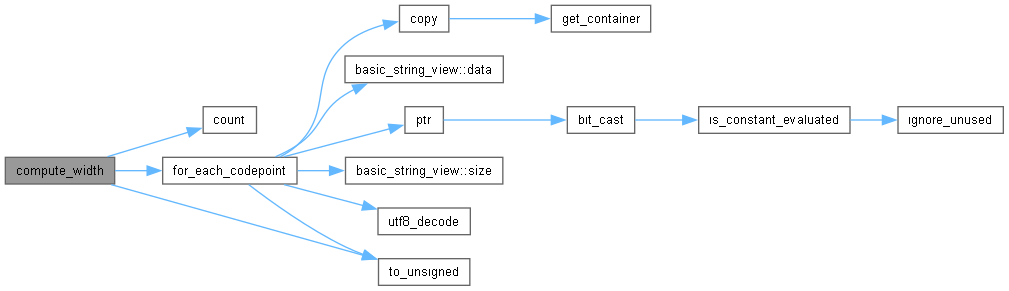 copy
get_container
basic_string_view::data
count
ptr
bit_cast
is_constant_evaluated
ignore_unused
compute_width
for_each_codepoint
basic_string_view::size
utf8_decode
to_unsigned